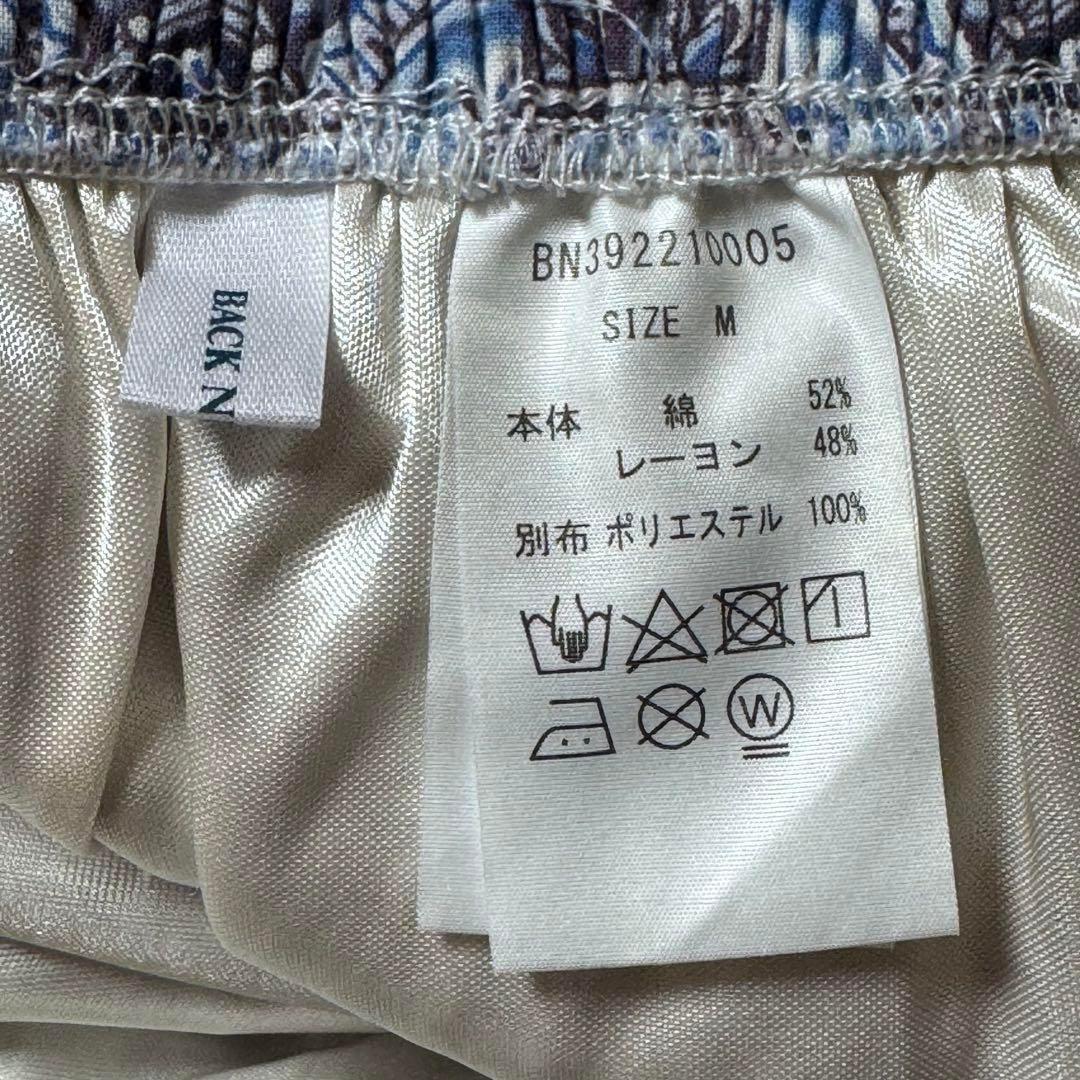 BACK N
BN392210005
SIZE M
本体 綿 52%
レーヨン 48%
別布 ポリエステル 100%
W